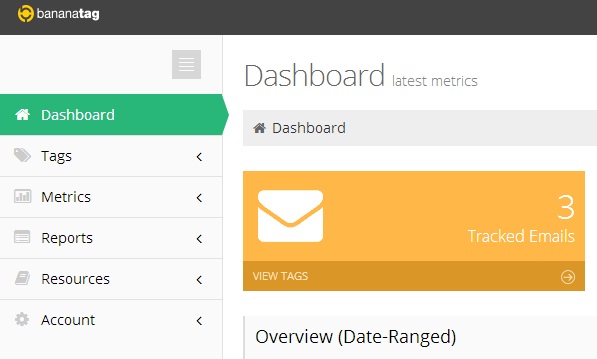 bananatag
Dashboard latest metrics
Dashboard
Dashboard
Tags
Metrics
Reports
Resources
Account
3
Tracked Emails
VIEW TAGS
Overview (Date-Ranged)